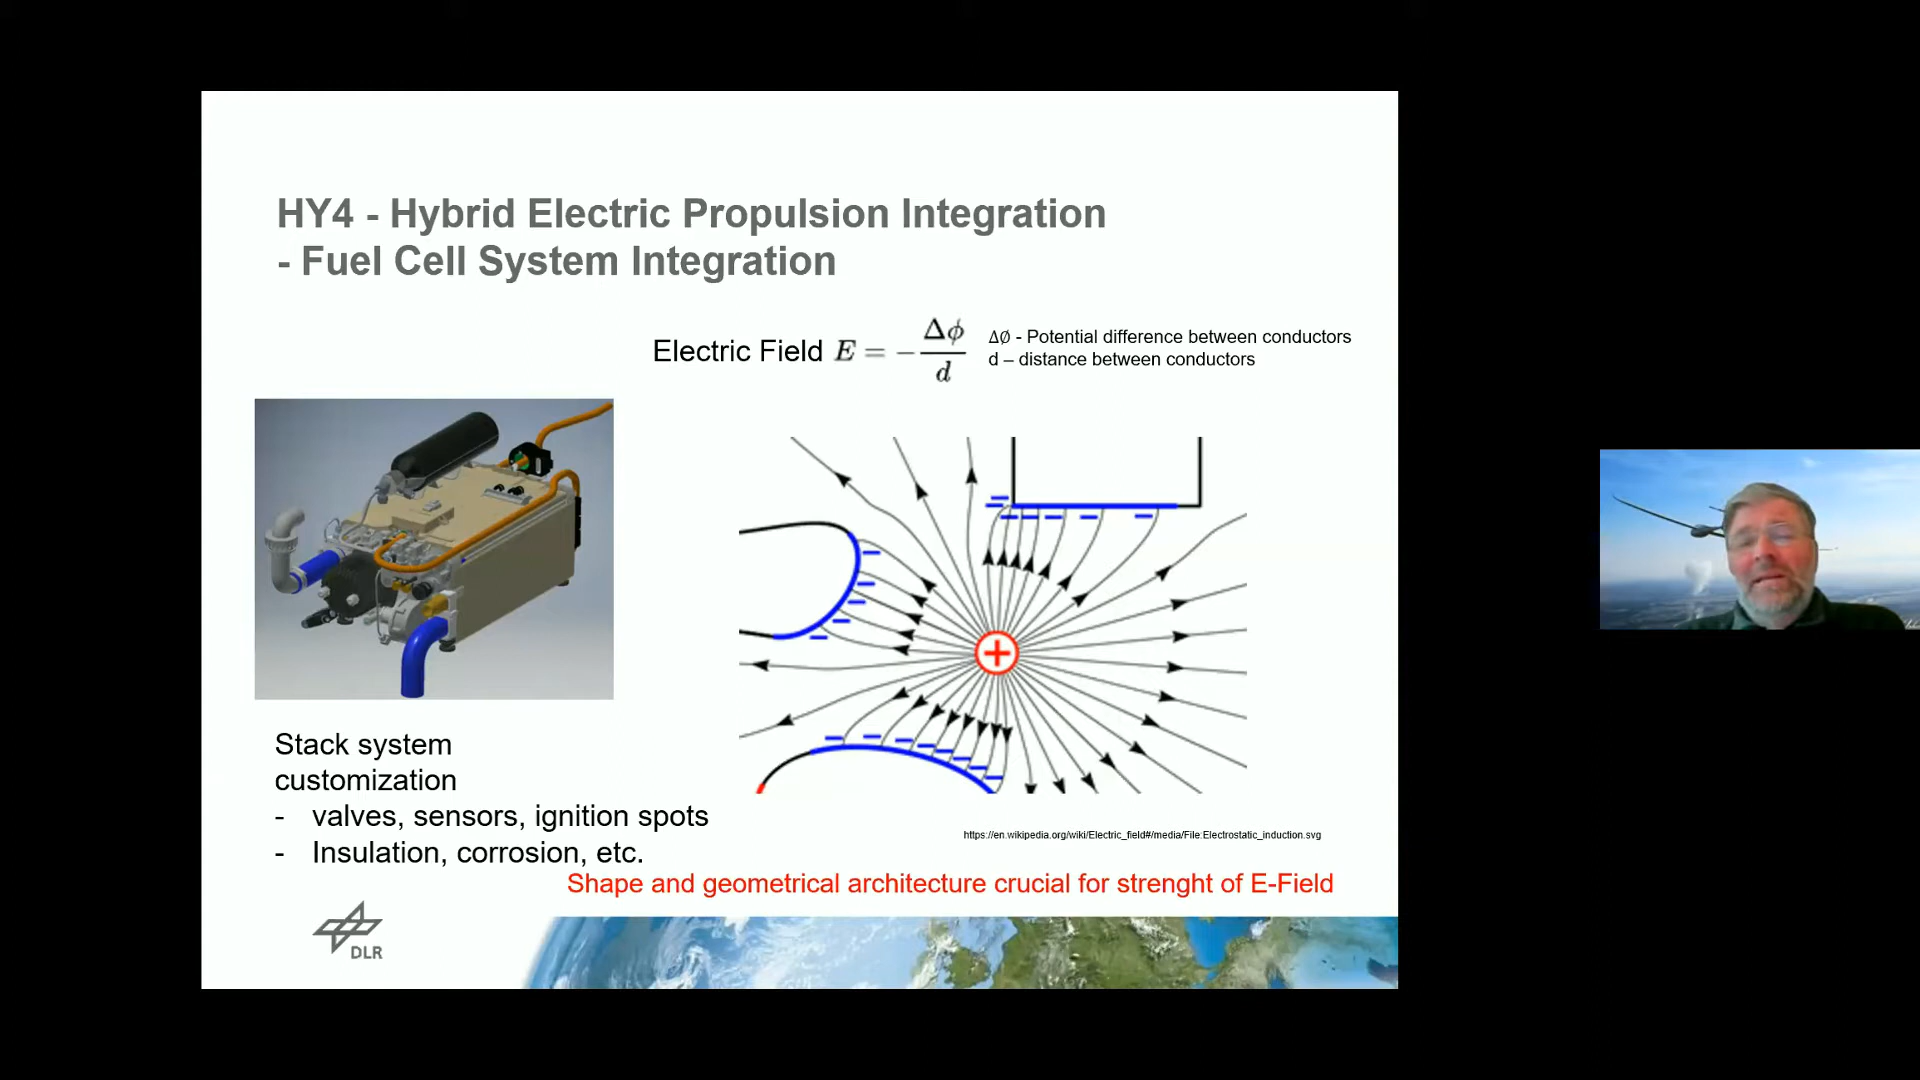 HY4 - Hybrid Electric Propulsion Integration
- Fuel Cell System Integration
Electric Field E = -Δϕ/d
ΔØ - Potential difference between conductors
d – distance between conductors
+
Stack system
customization
- valves, sensors, ignition spots
- Insulation, corrosion, etc.
https://en.wikipedia.org/wiki/Electric_field#/media/File:Electrostatic_induction.svg
Shape and geometrical architecture crucial for strenght of E-Field
DLR